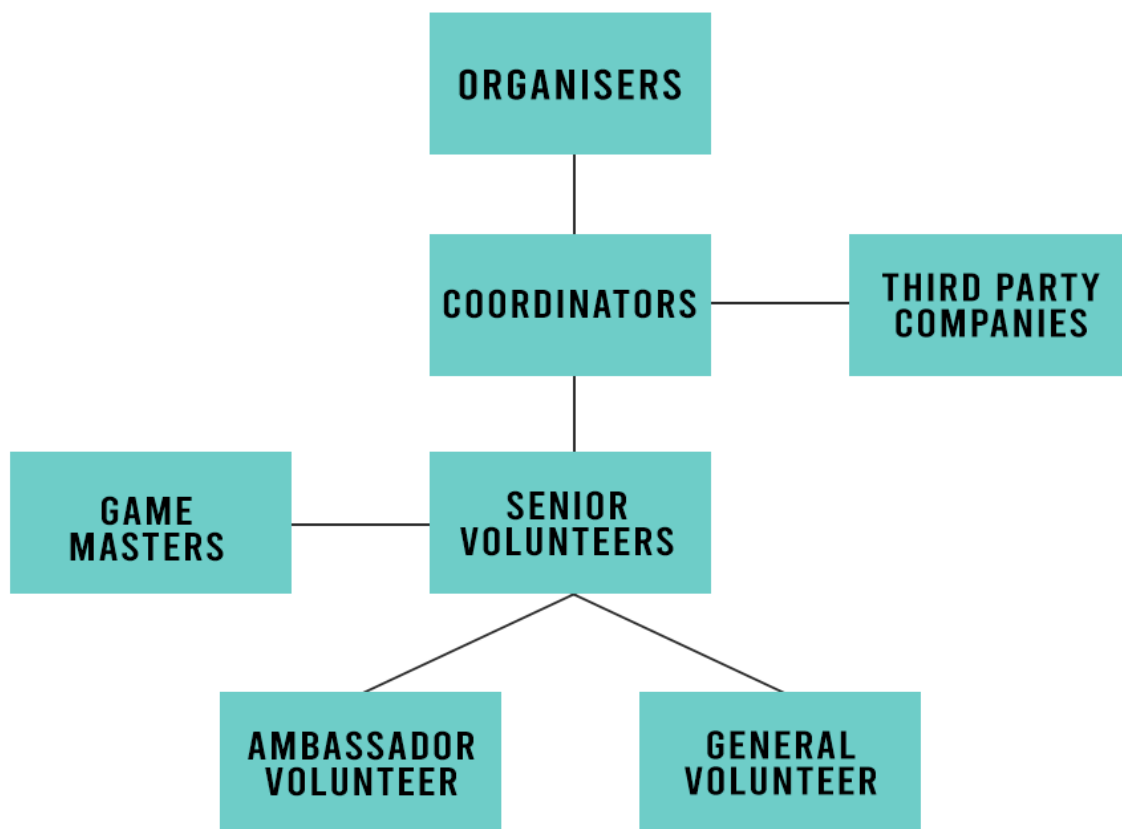 ORGANISERS
COORDINATORS
THIRD PARTY
COMPANIES
GAME
MASTERS
SENIOR
VOLUNTEERS
AMBASSADOR
VOLUNTEER
GENERAL
VOLUNTEER